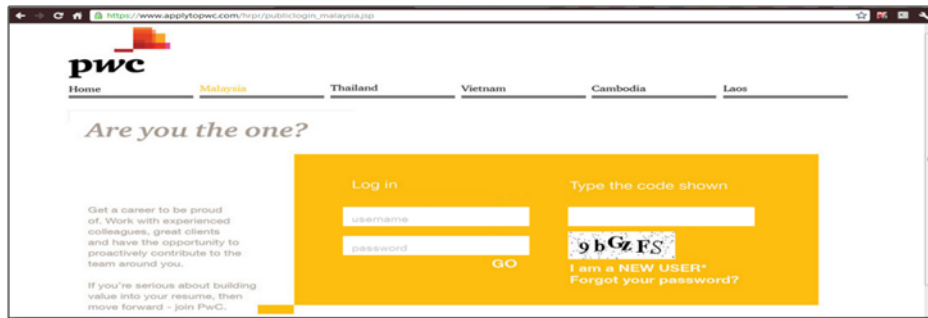 https://www.applytopwc.com/hrpr/publiclogin_malaysia.jsp
pwc
Home Malaysia Thailand Vietnam Cambodia Laos
Are you the one?
Get a career to be proud
of, Work with experienced
colleagues, great clients
and have the opportunity to
proactively contribute to the
team around you.
If you're serious about building
value into your resume, then
move forward - join PwC.
Log in
username
password
GO
Type the code shown
9bGzFS
I am a NEW USER*
Forgot your password?